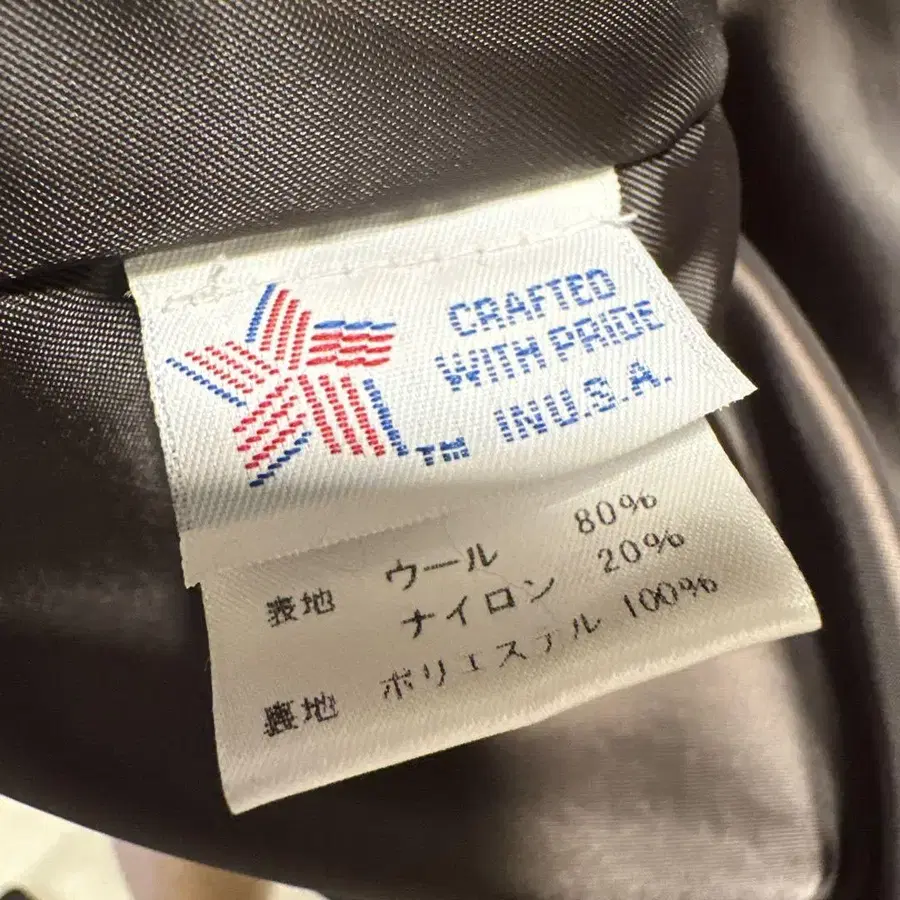 CRAFTED
WITH PRIDE
IN U.S.A.
TM
表地 ウール 80%
ナイロン 20%
裏地 ポリエステル 100%